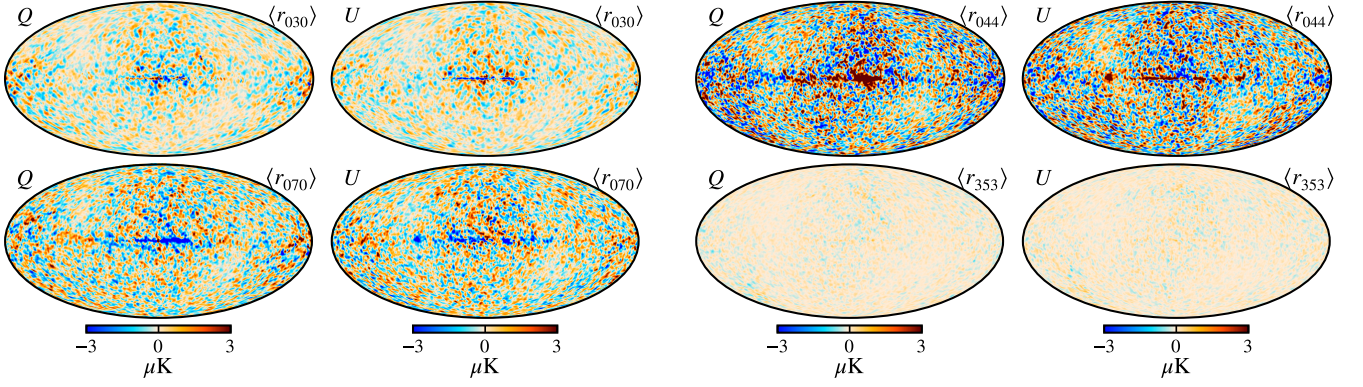 Q ⟨r030⟩ U ⟨r030⟩ Q ⟨r044⟩ U ⟨r044⟩
Q ⟨r070⟩ U ⟨r070⟩ Q ⟨r353⟩ U ⟨r353⟩
−3 0 3 −3 0 3 −3 0 3 −3 0 3
μK μK μK μK